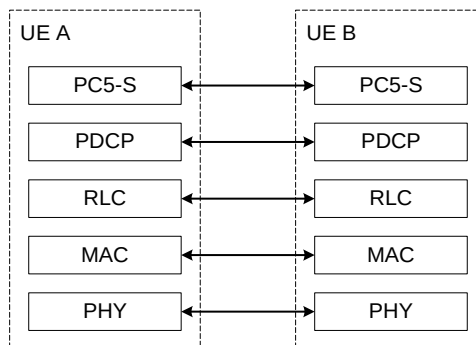 UE A
UE B
PC5-S
PC5-S
PDCP
PDCP
RLC
RLC
MAC
MAC
PHY
PHY